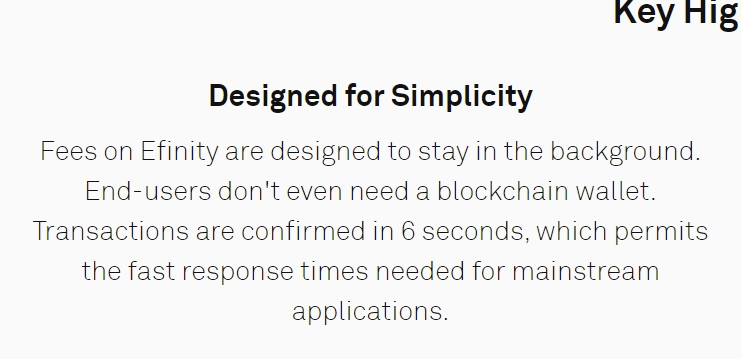 Key Hig
Designed for Simplicity
Fees on Efinity are designed to stay in the background.
End-users don't even need a blockchain wallet.
Transactions are confirmed in 6 seconds, which permits
the fast response times needed for mainstream
applications.